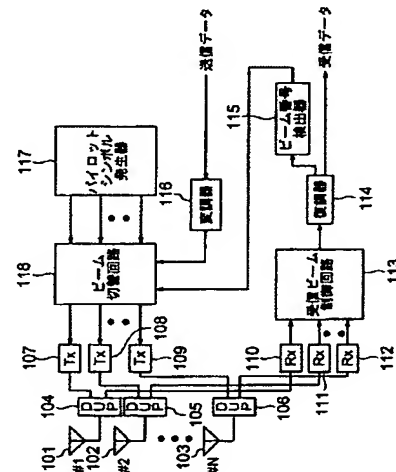 117
パイロット
シンボル
発生器
送信データ
118
ビーム
切替回路
116
変調器
115
ビーム番号
検出器
受信データ
107
Tx
108
Tx
109
Tx
114
復調器
113
受信ビーム
制御回路
104
DUP
105
DUP
106
DUP
110
Rx
111
Rx
112
Rx
101
#1
102
#2
103
#N